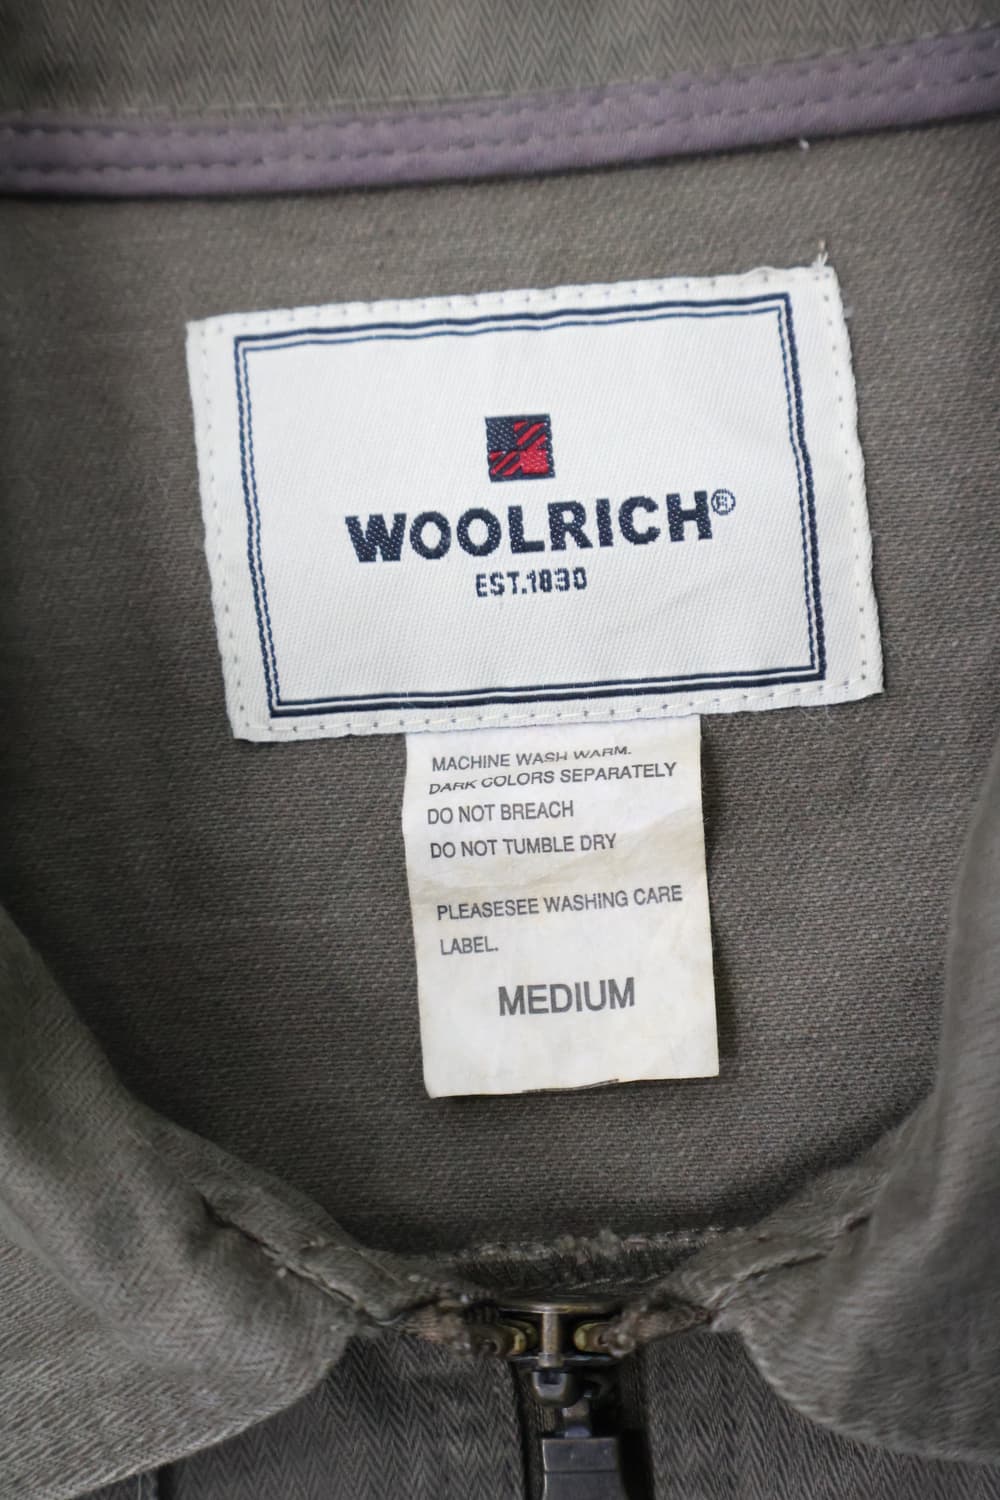 WOOLRICH®
EST.1830
MACHINE WASH WARM.
DARK COLORS SEPARATELY
DO NOT BREACH
DO NOT TUMBLE DRY
PLEASESEE WASHING CARE
LABEL.
MEDIUM